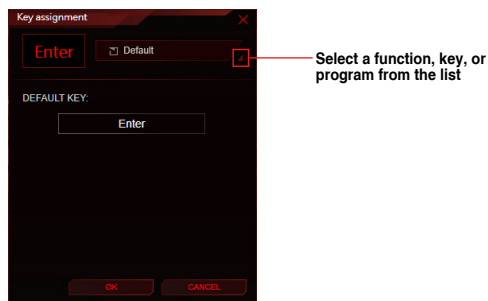 Key assignment
Enter
Default
Select a function, key, or
program from the list
DEFAULT KEY:
Enter
OK
CANCEL